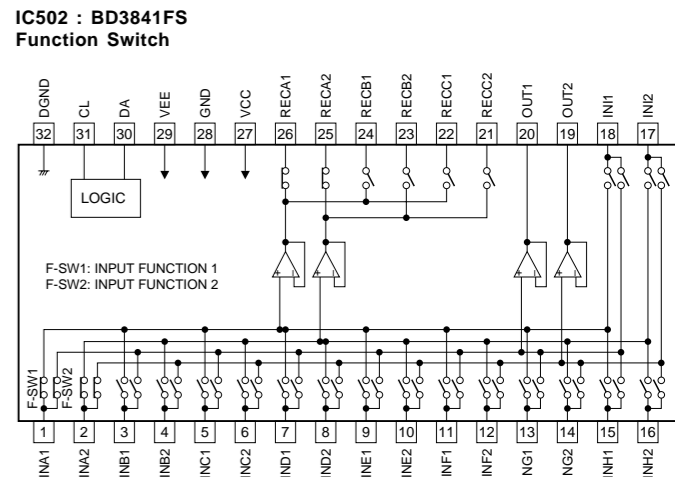 IC502 : BD3841FS
Function Switch
DGND CL DA VEE GND VCC RECA1 RECA2 RECB1 RECB2 RECC1 RECC2 OUT1 OUT2 INI1 INI2
32 31 30 29 28 27 26 25 24 23 22 21 20 19 18 17
LOGIC
F-SW1: INPUT FUNCTION 1
F-SW2: INPUT FUNCTION 2
+ - + - + - + -
F-SW1 F-SW2
1 2 3 4 5 6 7 8 9 10 11 12 13 14 15 16
INA1 INA2 INB1 INB2 INC1 INC2 IND1 IND2 INE1 INE2 INF1 INF2 NG1 NG2 INH1 INH2